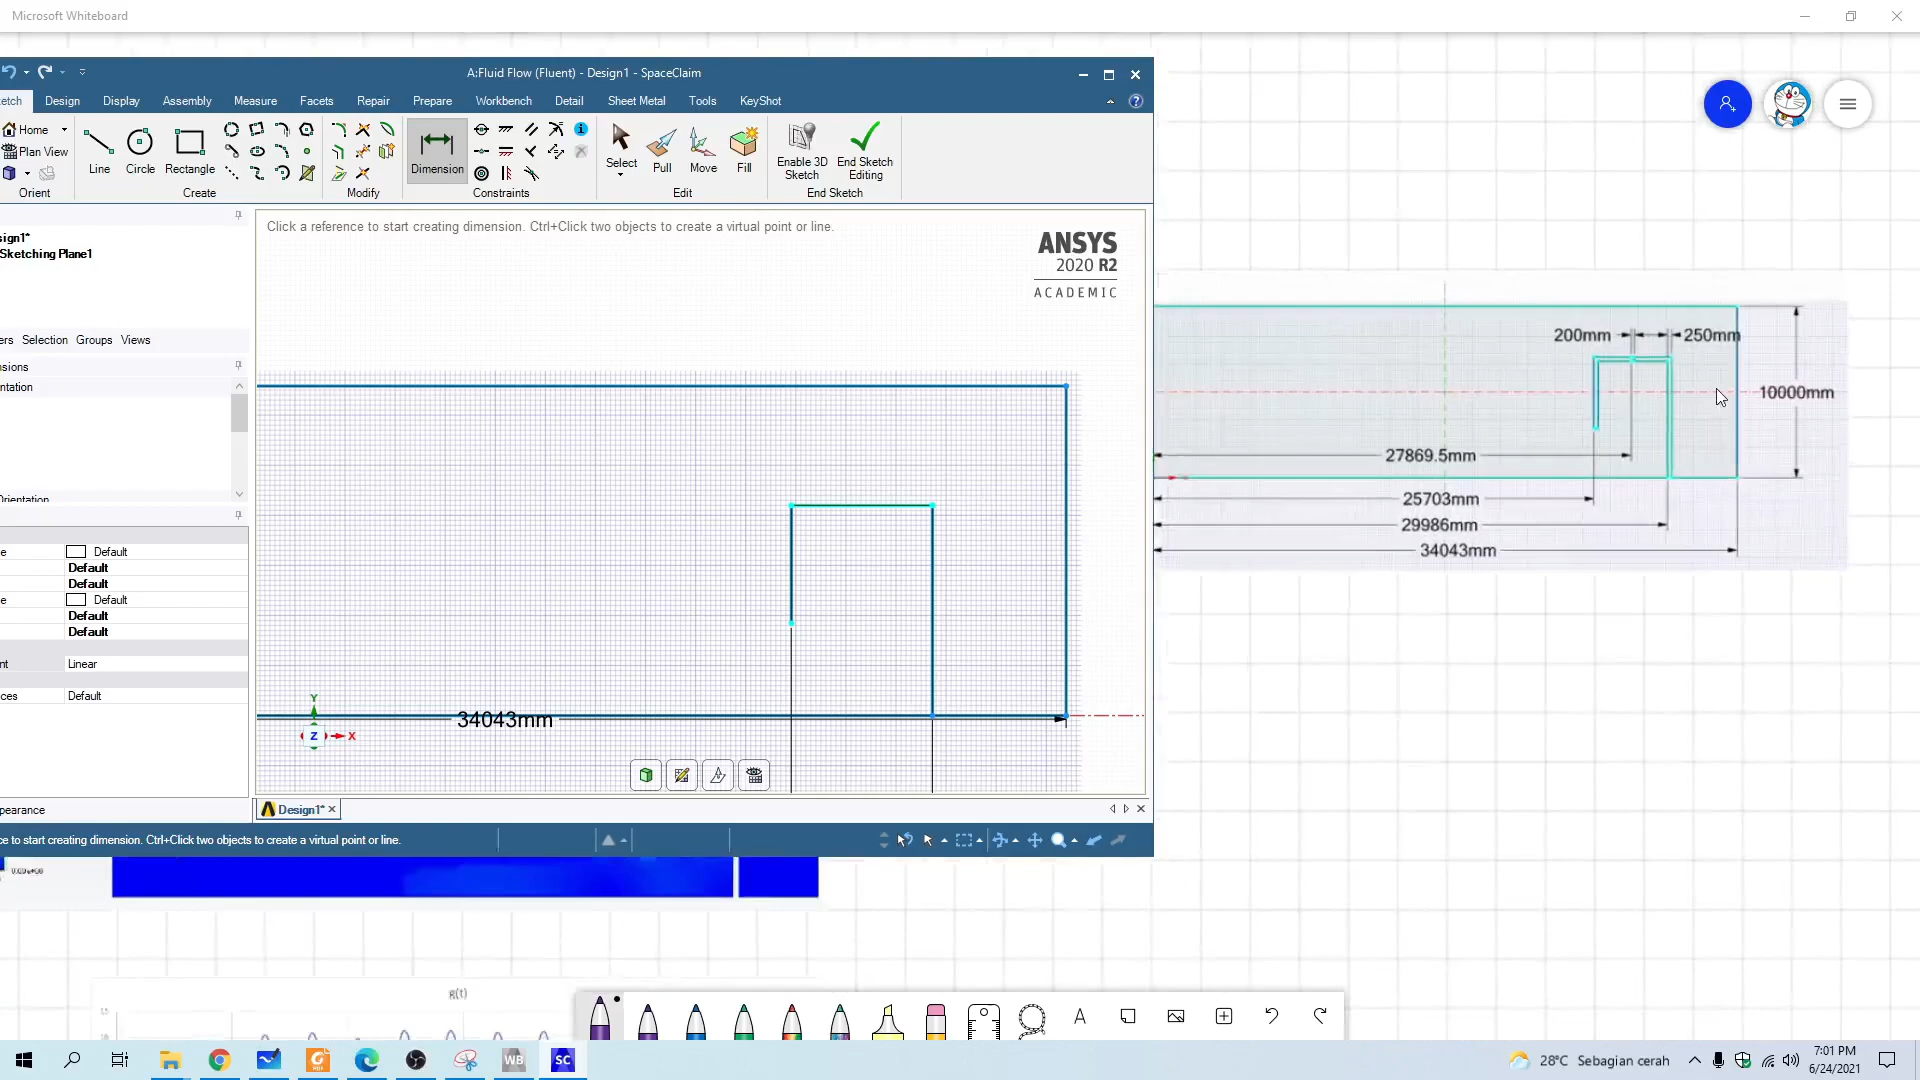 Microsoft Whiteboard
A:Fluid Flow (Fluent) - Design1 - SpaceClaim
etch
Design
Display
Assembly
Measure
Facets
Repair
Prepare
Workbench
Detail
Sheet Metal
Tools
KeyShot
Home
Plan View
Orient
Line
Circle
Rectangle
Create
Modify
Dimension
Constraints
Select
Pull
Move
Fill
Edit
Enable 3D Sketch
End Sketch Editing
End Sketch
sign1*
Sketching Plane1
ers Selection Groups Views
nsions
entation
Orientation
e Default
Default
Default
e Default
Default
Default
nt Linear
ces Default
pearance
Click a reference to start creating dimension. Ctrl+Click two objects to create a virtual point or line.
ANSYS
2020 R2
ACADEMIC
34043mm
Y
Z
X
Design1*
ce to start creating dimension. Ctrl+Click two objects to create a virtual point or line.
200mm
250mm
10000mm
27869.5mm
25703mm
29986mm
34043mm
A
WB
SC
28°C Sebagian cerah
7:01 PM
6/24/2021